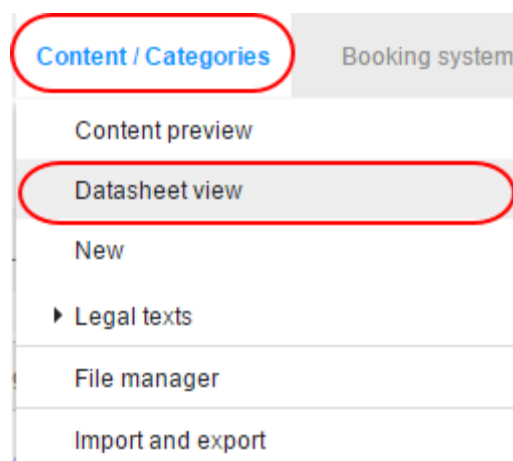 Content / Categories Booking system
Content preview
Datasheet view
New
Legal texts
File manager
Import and export